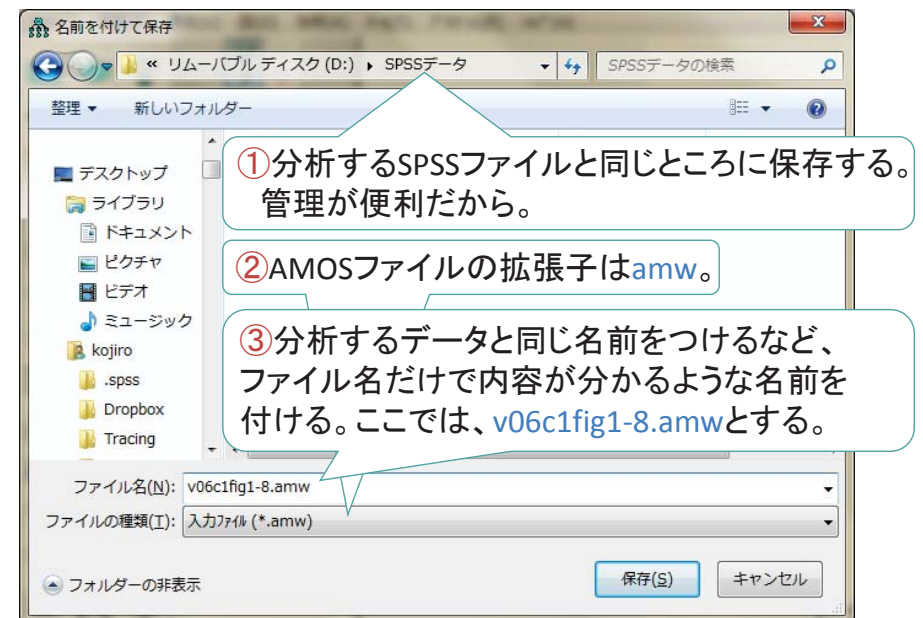 名前を付けて保存
« リムーバブル ディスク (D:) ▸ SPSSデータ
SPSSデータの検索
整理 ▼ 新しいフォルダー
①分析するSPSSファイルと同じところに保存する。
管理が便利だから。
②AMOSファイルの拡張子はamw。
③分析するデータと同じ名前をつけるなど、
ファイル名だけで内容が分かるような名前を
付ける。ここでは、v06c1fig1-8.amwとする。
デスクトップ
ライブラリ
ドキュメント
ピクチャ
ビデオ
ミュージック
kojiro
.spss
Dropbox
Tracing
ファイル名(N): v06c1fig1-8.amw
ファイルの種類(T): 入力ファイル (*.amw)
フォルダーの非表示
保存(S) キャンセル